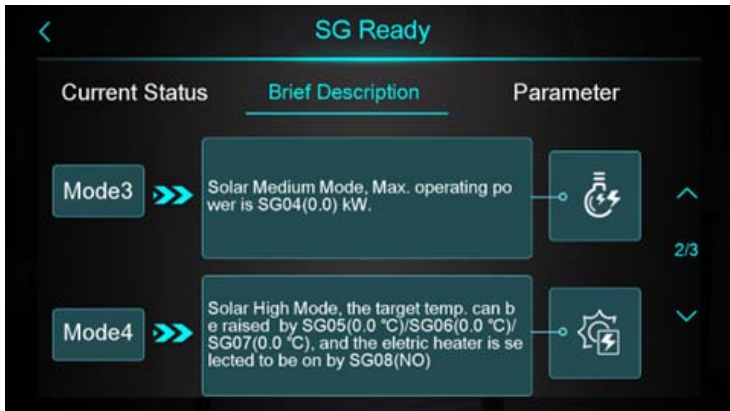 SG Ready
Current Status
Brief Description
Parameter
Mode3
Solar Medium Mode, Max. operating po
wer is SG04(0.0) kW.
2/3
Mode4
Solar High Mode, the target temp. can b
e raised by SG05(0.0 ℃)/SG06(0.0 ℃)/
SG07(0.0 ℃), and the eletric heater is se
lected to be on by SG08(NO)